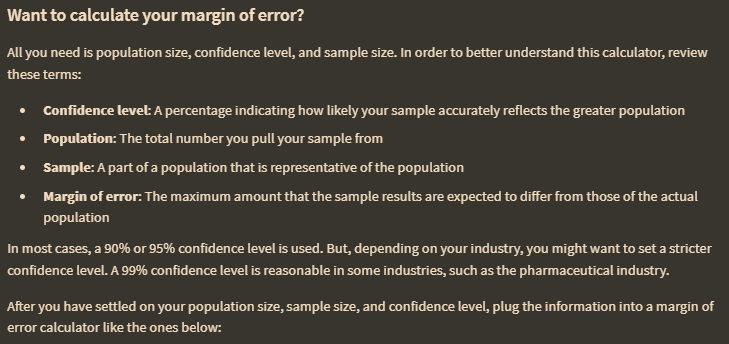 Want to calculate your margin of error?
All you need is population size, confidence level, and sample size. In order to better understand this calculator, review
these terms:
• Confidence level: A percentage indicating how likely your sample accurately reflects the greater population
• Population: The total number you pull your sample from
• Sample: A part of a population that is representative of the population
• Margin of error: The maximum amount that the sample results are expected to differ from those of the actual
population
In most cases, a 90% or 95% confidence level is used. But, depending on your industry, you might want to set a stricter
confidence level. A 99% confidence level is reasonable in some industries, such as the pharmaceutical industry.
After you have settled on your population size, sample size, and confidence level, plug the information into a margin of
error calculator like the ones below: